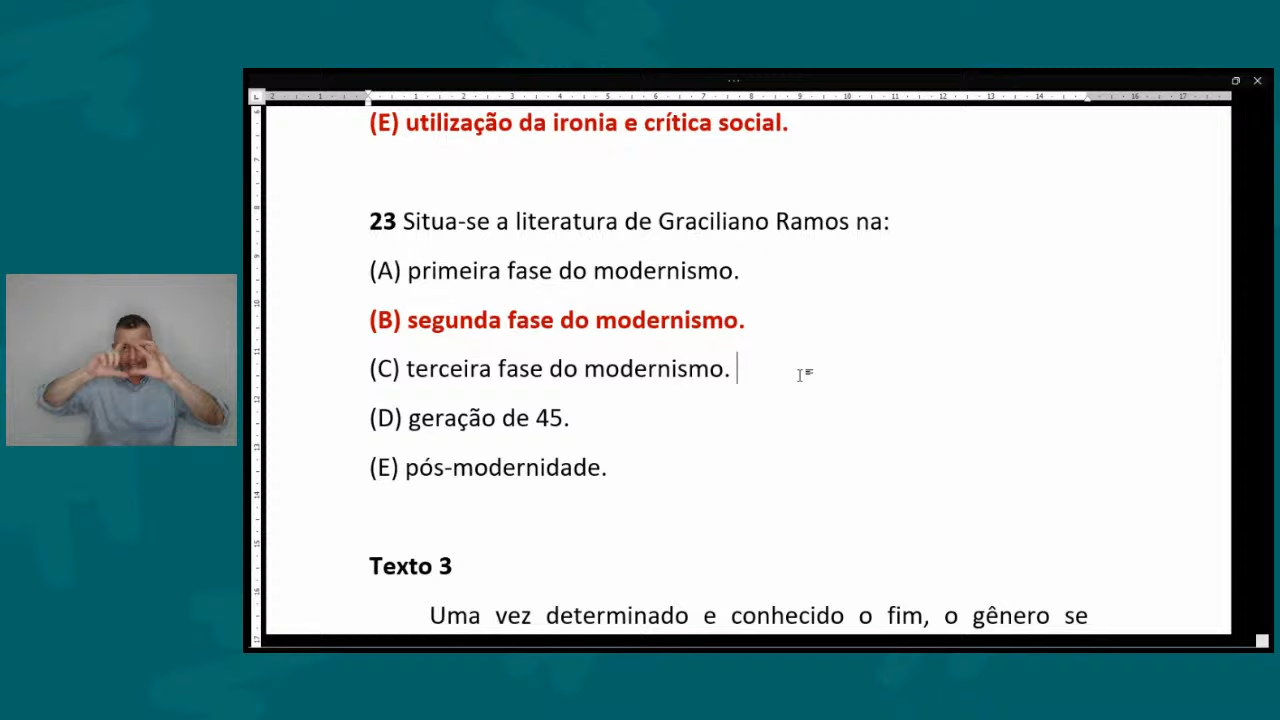 (E) utilização da ironia e crítica social.
23 Situa-se a literatura de Graciliano Ramos na:
(A) primeira fase do modernismo.
(B) segunda fase do modernismo.
(C) terceira fase do modernismo.
(D) geração de 45.
(E) pós-modernidade.
Texto 3
Uma vez determinado e conhecido o fim, o gênero se